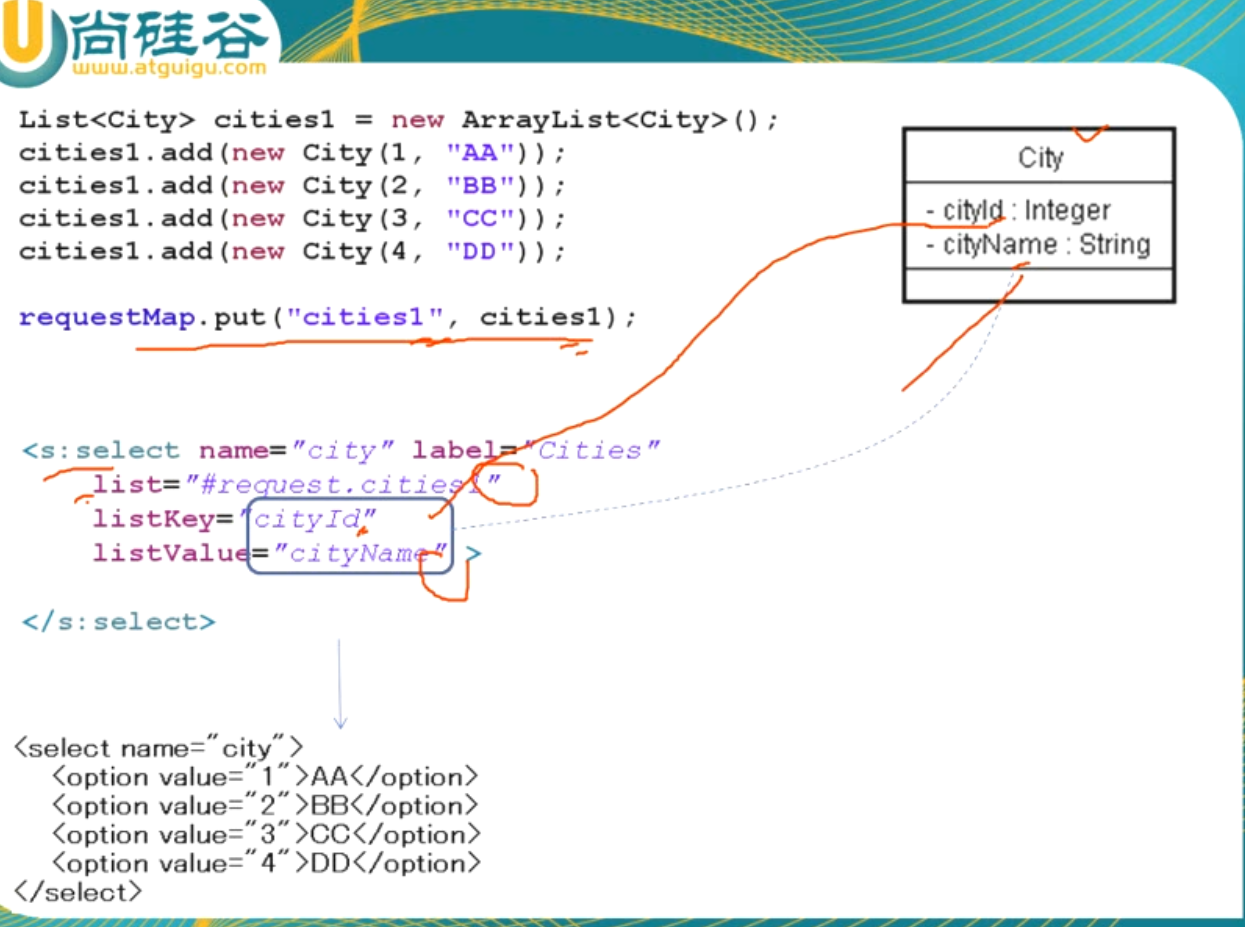 尚硅谷
www.atguigu.com
List<City> cities1 = new ArrayList<City>();
cities1.add(new City(1, "AA"));
cities1.add(new City(2, "BB"));
cities1.add(new City(3, "CC"));
cities1.add(new City(4, "DD"));
requestMap.put("cities1", cities1);
City
- cityId : Integer
- cityName : String
<s:select name="city" label="Cities"
list="#request.cities1"
listKey="cityId"
listValue="cityName" >
</s:select>
<select name="city">
<option value="1">AA</option>
<option value="2">BB</option>
<option value="3">CC</option>
<option value="4">DD</option>
</select>